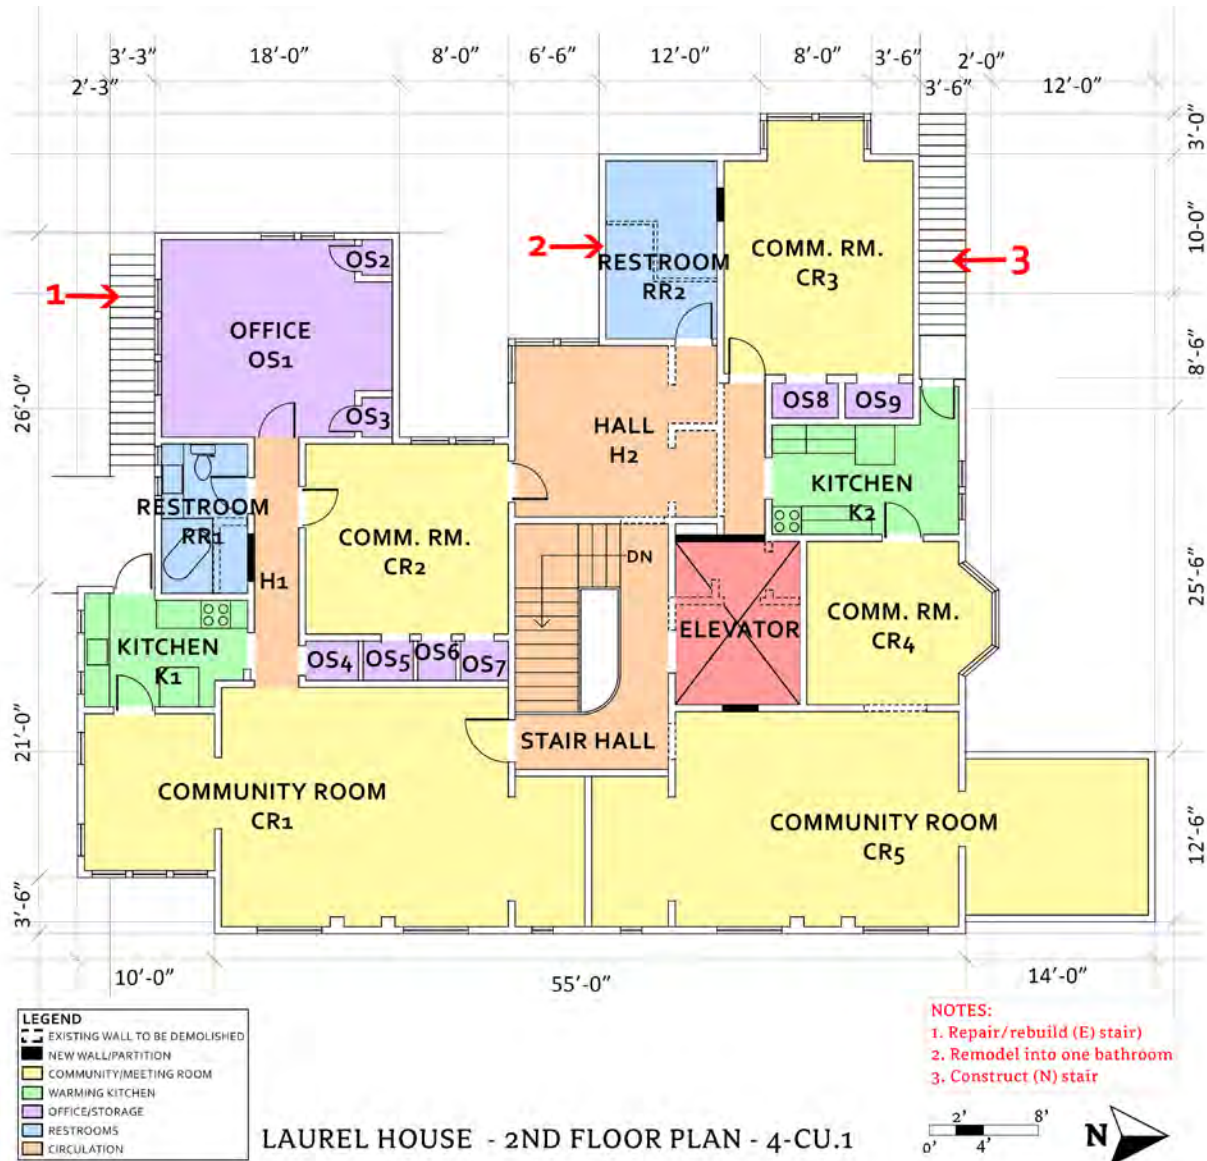 3'-3"
18'-0"
8'-0"
6'-6"
12'-0"
8'-0"
3'-6"
2'-0"
2'-3"
3'-6"
12'-0"
3'-0"
10'-0"
8'-6"
25'-6"
12'-6"
26'-0"
21'-0"
3'-6"
1
2
3
OFFICE
OS1
OS2
OS3
RESTROOM
RR2
COMM. RM.
CR3
OS8
OS9
HALL
H2
KITCHEN
K2
RESTROOM
RR1
H1
COMM. RM.
CR2
DN
ELEVATOR
COMM. RM.
CR4
KITCHEN
K1
OS4
OS5
OS6
OS7
STAIR HALL
COMMUNITY ROOM
CR1
COMMUNITY ROOM
CR5
10'-0"
55'-0"
14'-0"
LEGEND
EXISTING WALL TO BE DEMOLISHED
NEW WALL/PARTITION
COMMUNITY/MEETING ROOM
WARMING KITCHEN
OFFICE/STORAGE
RESTROOMS
CIRCULATION
LAUREL HOUSE - 2ND FLOOR PLAN - 4-CU.1
NOTES:
1. Repair/rebuild (E) stair)
2. Remodel into one bathroom
3. Construct (N) stair
2' 8'
0' 4'
N